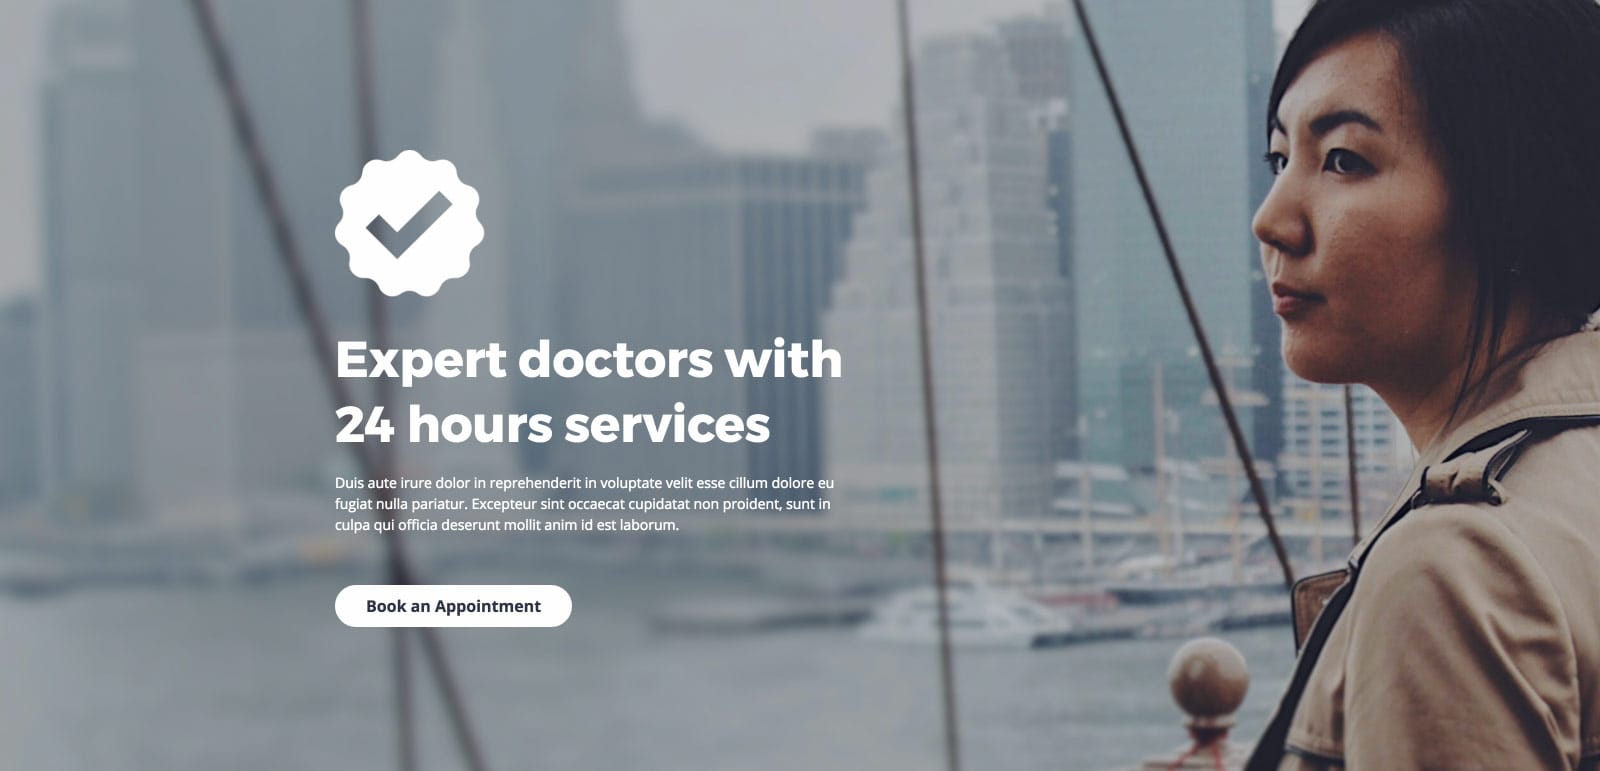 Expert doctors with
24 hours services
Duis aute irure dolor in reprehenderit in voluptate velit esse cillum dolore eu
fugiat nulla pariatur. Excepteur sint occaecat cupidatat non proident, sunt in
culpa qui officia deserunt mollit anim id est laborum.
Book an Appointment